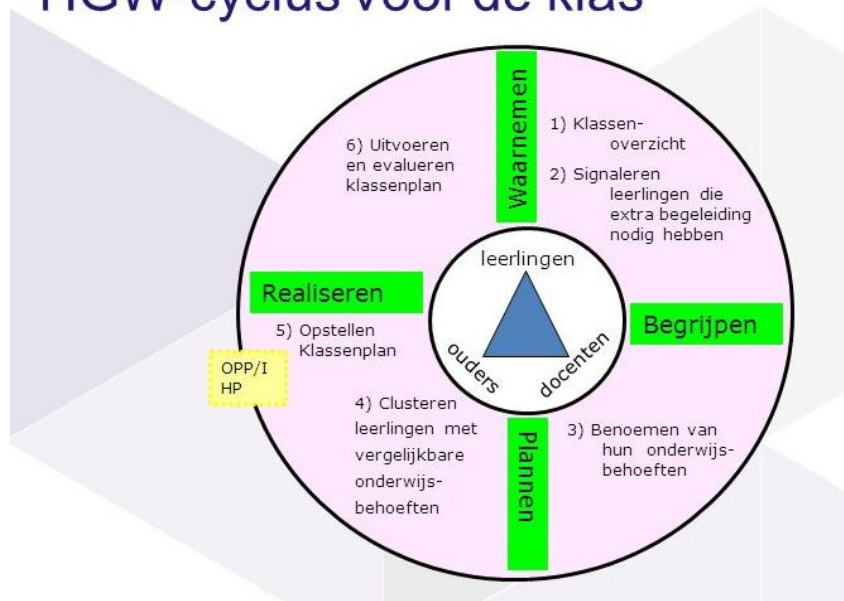 HGW-cyclus voor de klas
Waarnemen
1) Klassen-
overzicht
2) Signaleren
leerlingen die
extra begeleiding
nodig hebben
Begrijpen
3) Benoemen van
hun onderwijs-
behoeften
Plannen
4) Clusteren
leerlingen met
vergelijkbare
onderwijs-
behoeften
5) Opstellen
Klassenplan
OPP/I
HP
Realiseren
6) Uitvoeren
en evalueren
klassenplan
leerlingen
ouders
docenten